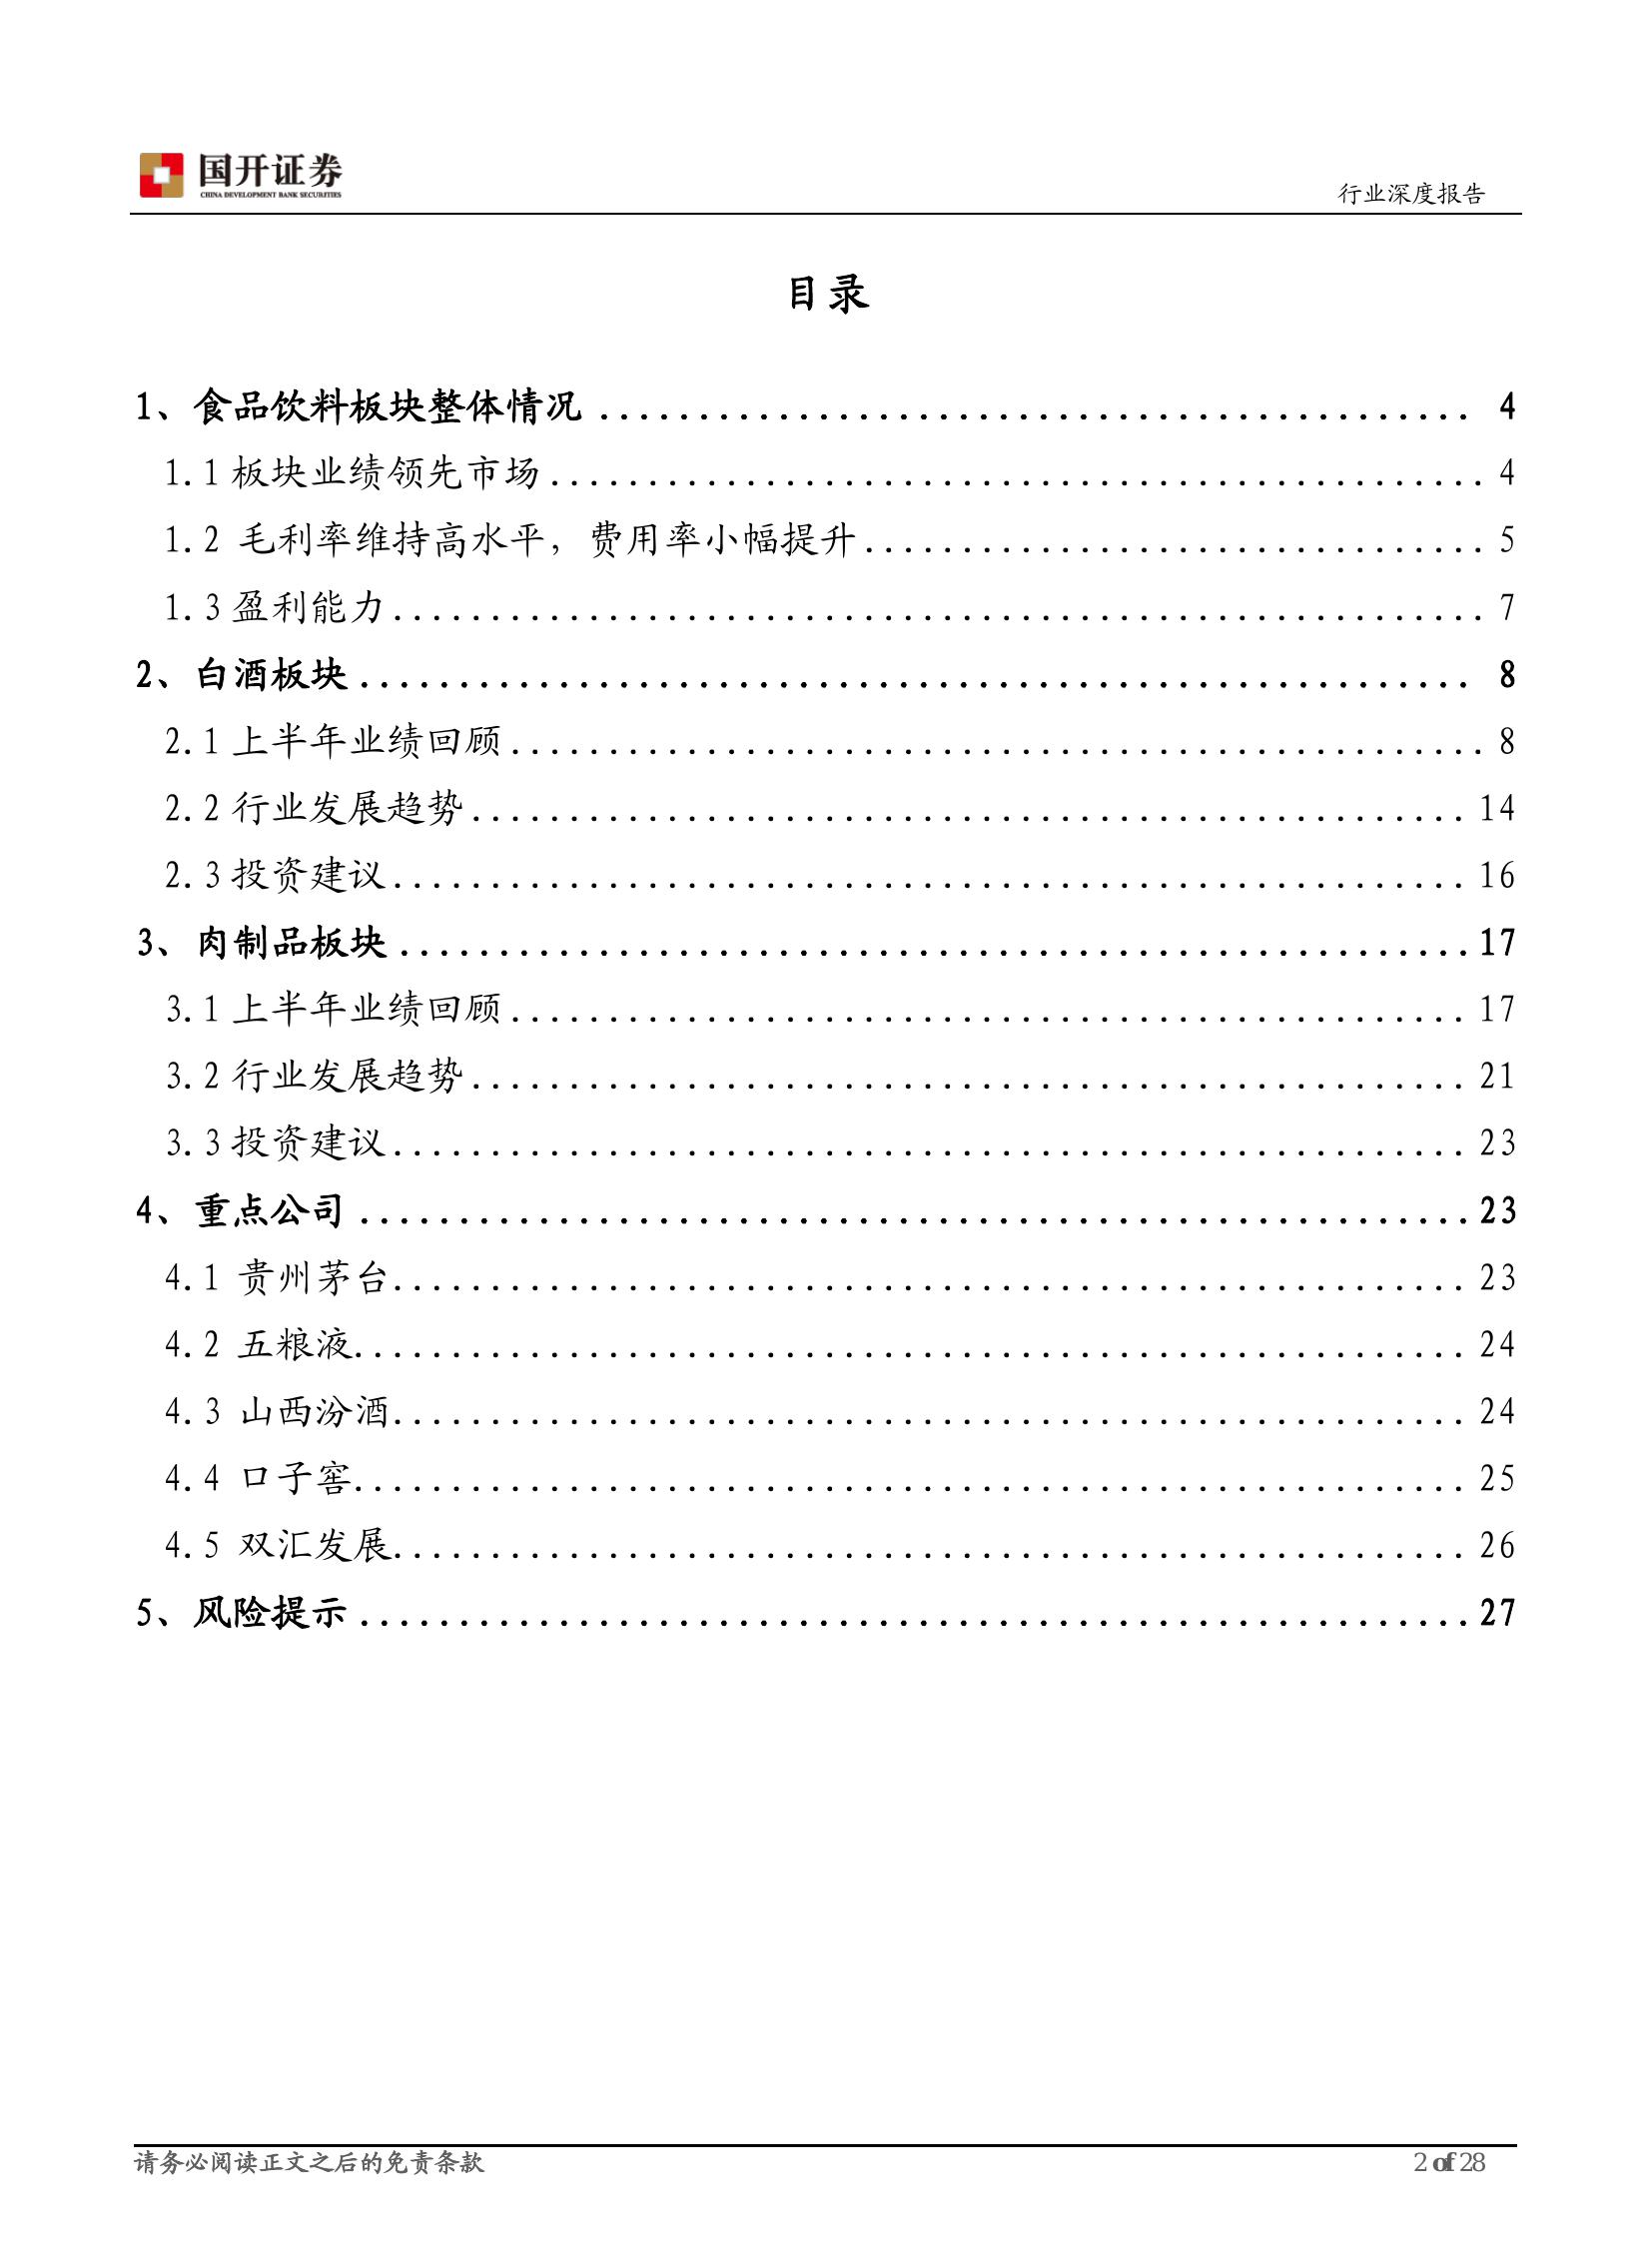 国开证券
CHINA DEVELOPMENT BANK SECURITIES
行业深度报告
目录
1、食品饮料板块整体情况 ............................................ 4
1.1 板块业绩领先市场................................................ 4
1.2 毛利率维持高水平，费用率小幅提升................................ 5
1.3 盈利能力........................................................ 7
2、白酒板块 ........................................................ 8
2.1 上半年业绩回顾.................................................. 8
2.2 行业发展趋势................................................... 14
2.3 投资建议....................................................... 16
3、肉制品板块 ...................................................... 17
3.1 上半年业绩回顾................................................. 17
3.2 行业发展趋势................................................... 21
3.3 投资建议....................................................... 23
4、重点公司 ........................................................ 23
4.1 贵州茅台....................................................... 23
4.2 五粮液......................................................... 24
4.3 山西汾酒....................................................... 24
4.4 口子窖......................................................... 25
4.5 双汇发展....................................................... 26
5、风险提示 ........................................................ 27
请务必阅读正文之后的免责条款 2 of 28